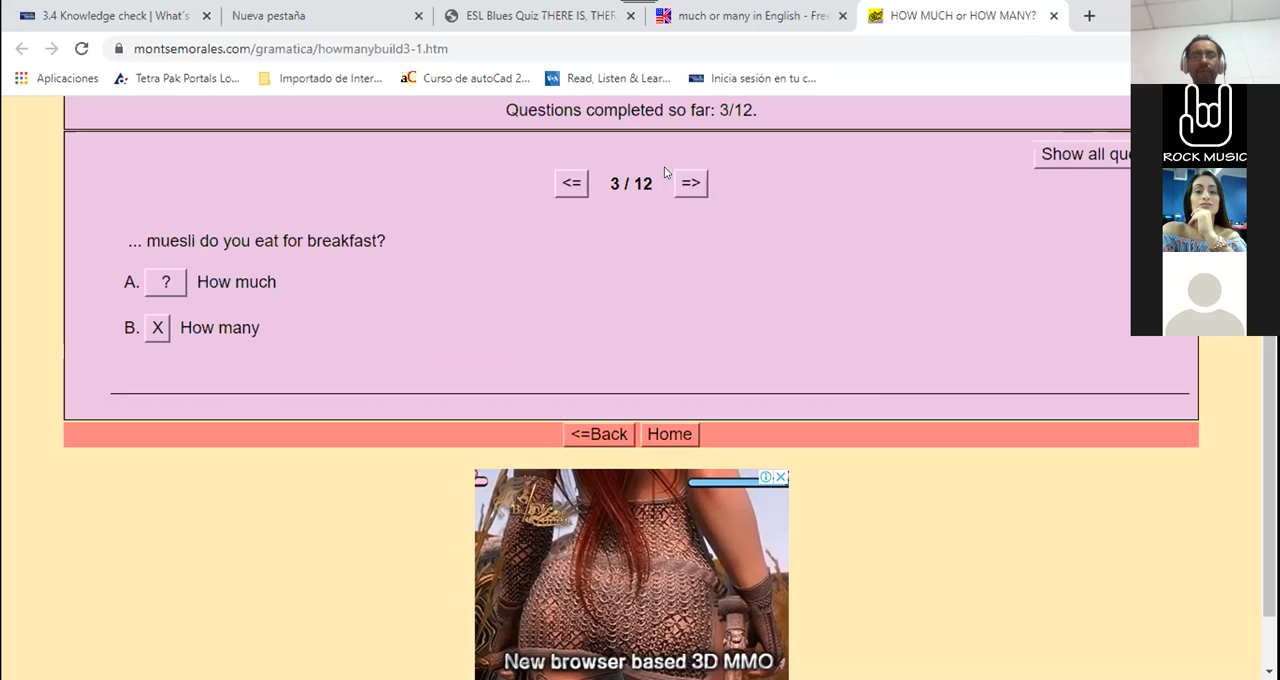 3.4 Knowledge check | What's
Nueva pestaña
ESL Blues Quiz THERE IS, THER
much or many in English - Free
HOW MUCH or HOW MANY?
montsemorales.com/gramatica/howmanybuild3-1.htm
Aplicaciones
Tetra Pak Portals Lo...
Importado de Inter...
aC Curso de autoCad 2...
VOA Read, Listen & Lear...
Inicia sesión en tu c...
Questions completed so far: 3/12.
Show all que
<= 3 / 12 =>
... muesli do you eat for breakfast?
A. ? How much
B. X How many
<=Back Home
New browser based 3D MMO
ROCK MUSIC